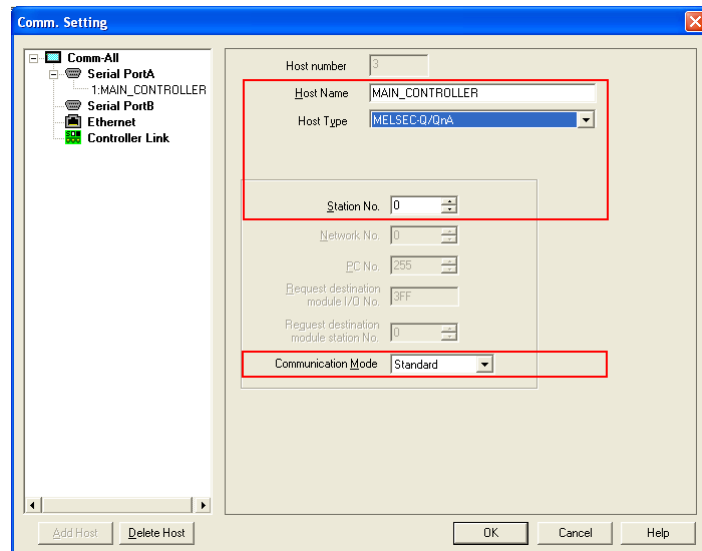 Comm. Setting
Comm-All
Serial PortA
1:MAIN_CONTROLLER
Serial PortB
Ethernet
Controller Link
Host number 3
Host Name MAIN_CONTROLLER
Host Type MELSEC-Q/QnA
Station No. 0
Network No. 0
PC No. 255
Request destination
module I/O No. 3FF
Request destination
module station No. 0
Communication Mode Standard
Add Host Delete Host OK Cancel Help